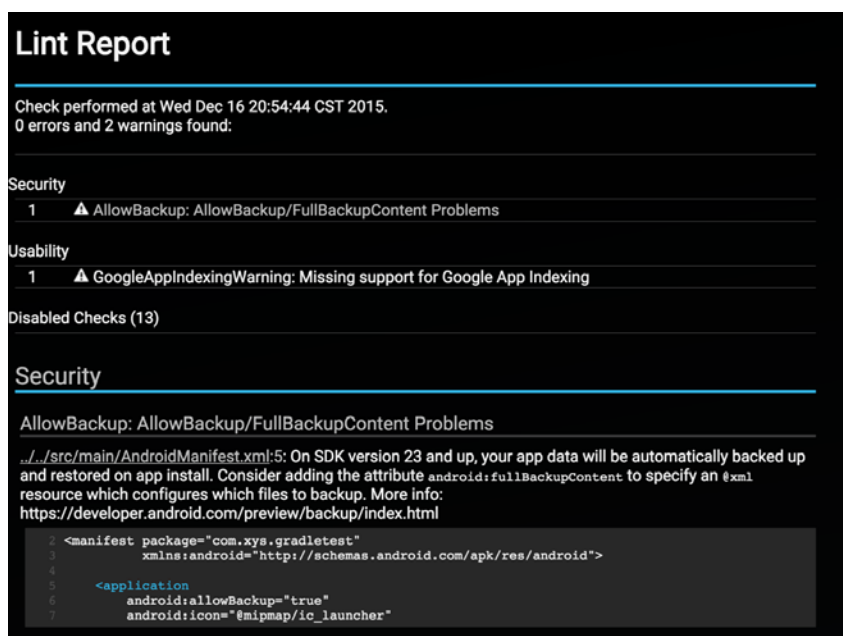 Lint Report
Check performed at Wed Dec 16 20:54:44 CST 2015.
0 errors and 2 warnings found:
Security
1 AllowBackup: AllowBackup/FullBackupContent Problems
Usability
1 GoogleAppIndexingWarning: Missing support for Google App Indexing
Disabled Checks (13)
Security
AllowBackup: AllowBackup/FullBackupContent Problems
../../src/main/AndroidManifest.xml:5: On SDK version 23 and up, your app data will be automatically backed up
and restored on app install. Consider adding the attribute android:fullBackupContent to specify an @xml
resource which configures which files to backup. More info:
https://developer.android.com/preview/backup/index.html
2 <manifest package="com.xys.gradletest"
3 xmlns:android="http://schemas.android.com/apk/res/android">
4
5 <application
6 android:allowBackup="true"
7 android:icon="@mipmap/ic_launcher"